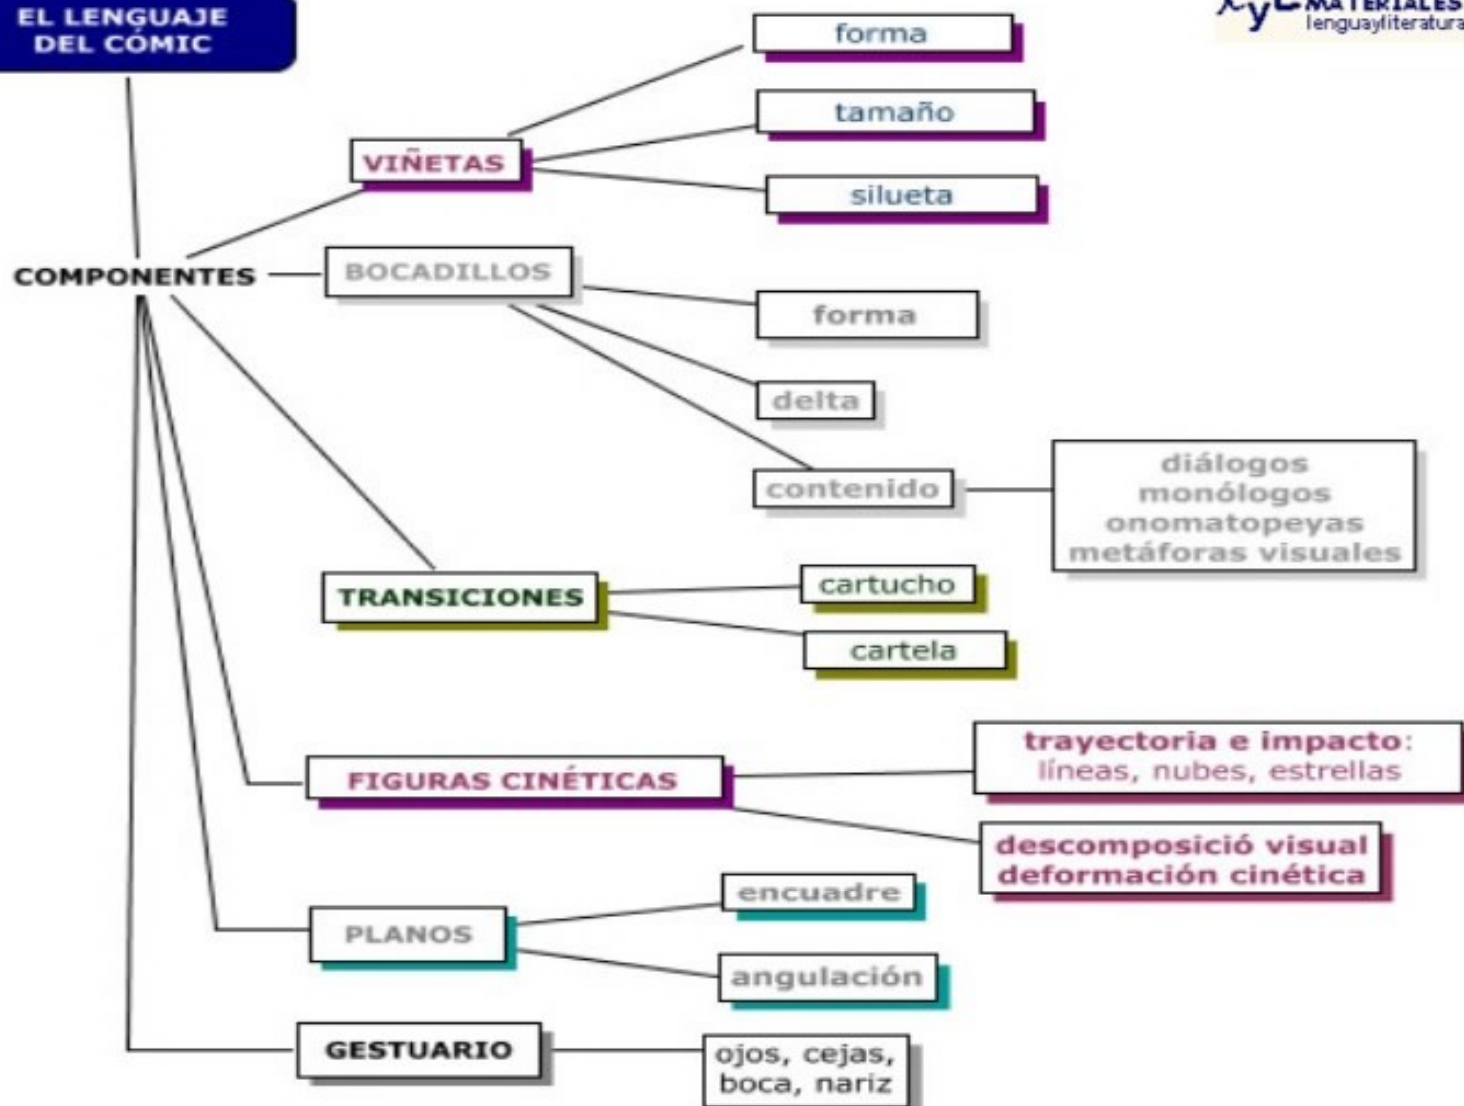 EL LENGUAJE
DEL CÓMIC
MATERIALES
lenguayliteratura
forma
tamaño
VIÑETAS
silueta
COMPONENTES
BOCADILLOS
forma
delta
contenido
diálogos
monólogos
onomatopeyas
metáforas visuales
TRANSICIONES
cartucho
cartela
FIGURAS CINÉTICAS
trayectoria e impacto:
líneas, nubes, estrellas
descomposició visual
deformación cinética
PLANOS
encuadre
angulación
GESTUARIO
ojos, cejas,
boca, nariz